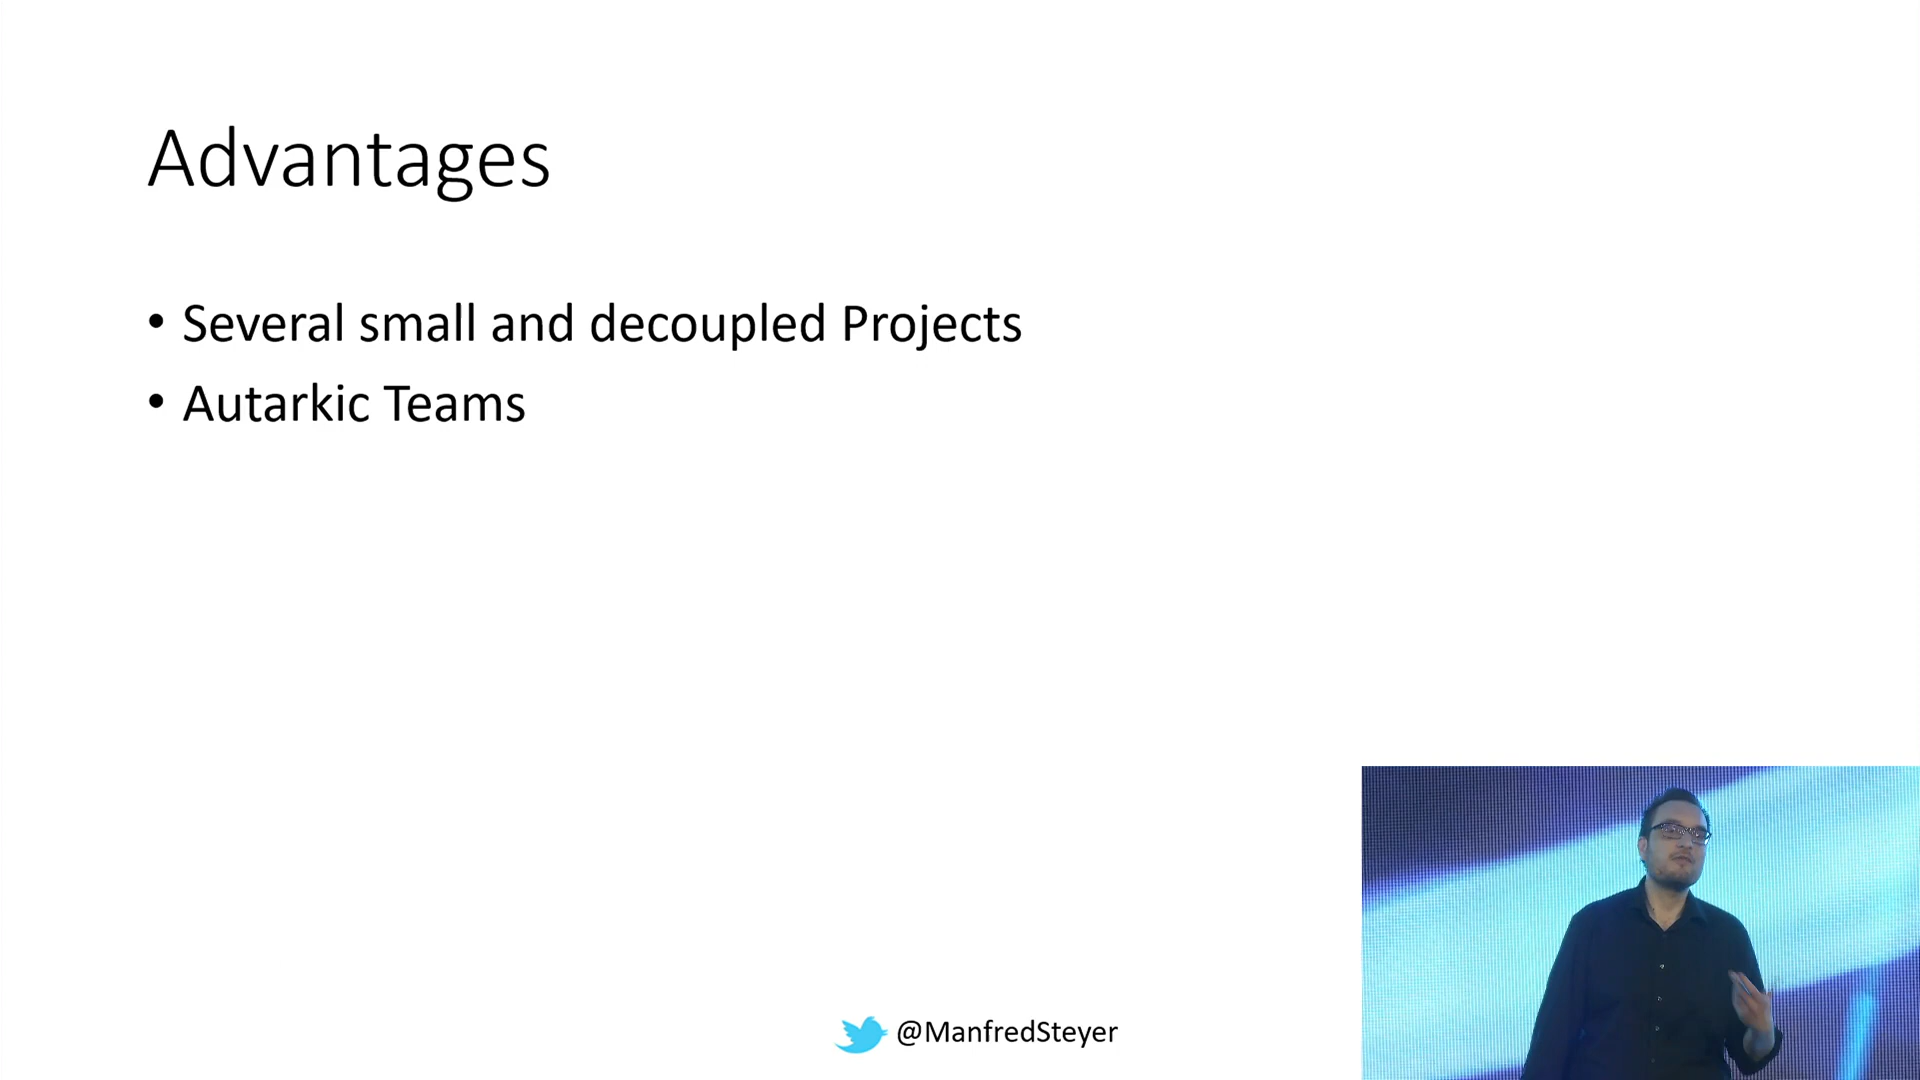 Advantages
• Several small and decoupled Projects
• Autarkic Teams
@ManfredSteyer